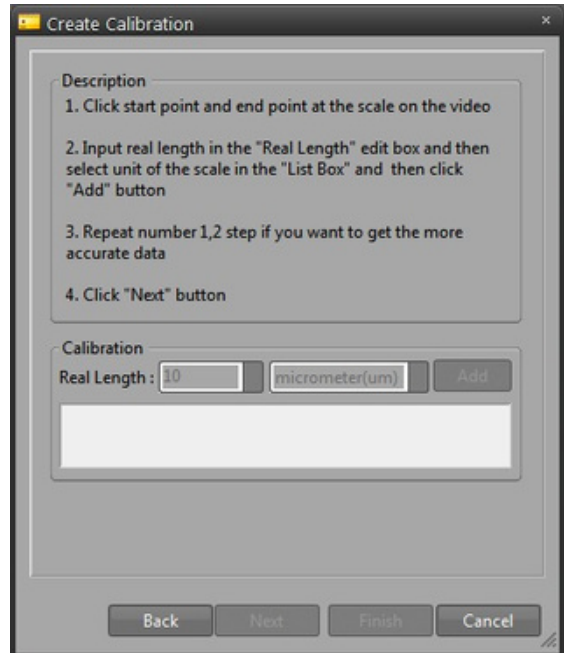 Create Calibration
×
Description
1. Click start point and end point at the scale on the video
2. Input real length in the "Real Length" edit box and then
select unit of the scale in the "List Box" and then click
"Add" button
3. Repeat number 1,2 step if you want to get the more
accurate data
4. Click "Next" button
Calibration
Real Length : 10 micrometer(um) Add
Back Next Finish Cancel